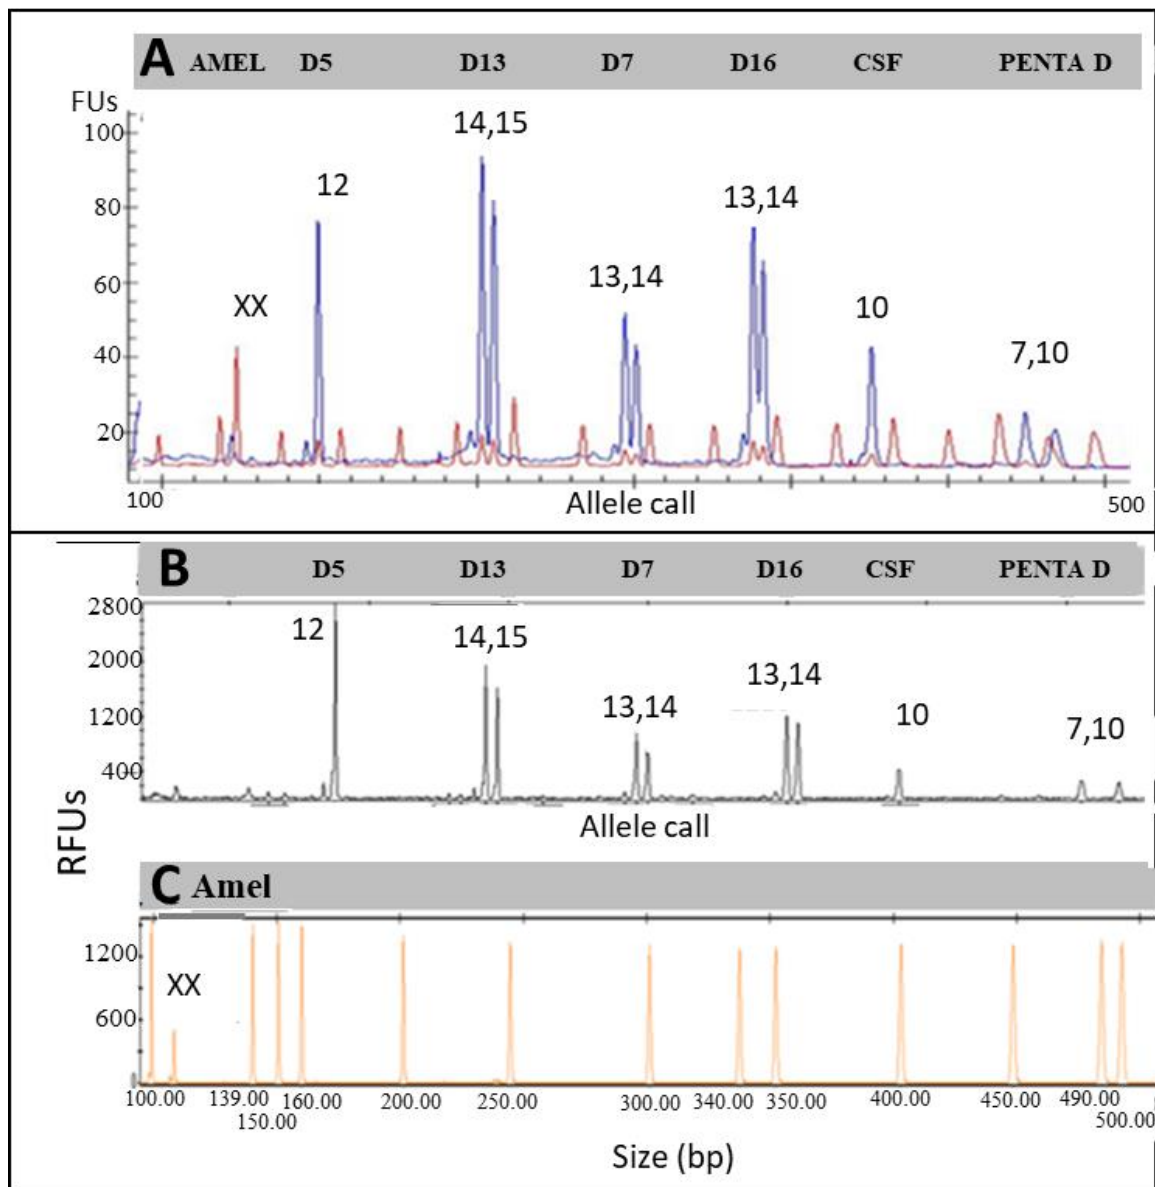 A AMEL D5 D13 D7 D16 CSF PENTA D
FUs
100
14,15
12
13,14
80
13,14
60
XX
10
40
7,10
20
100
Allele call
500
B D5 D13 D7 D16 CSF PENTA D
2800
12
14,15
2000
13,14
13,14
1200
10
7,10
400
RFUs
Allele call
C Amel
1200
XX
600
0
100.00 139.00 160.00 200.00 250.00 300.00 340.00 350.00 400.00 450.00 490.00
150.00 500.00
Size (bp)